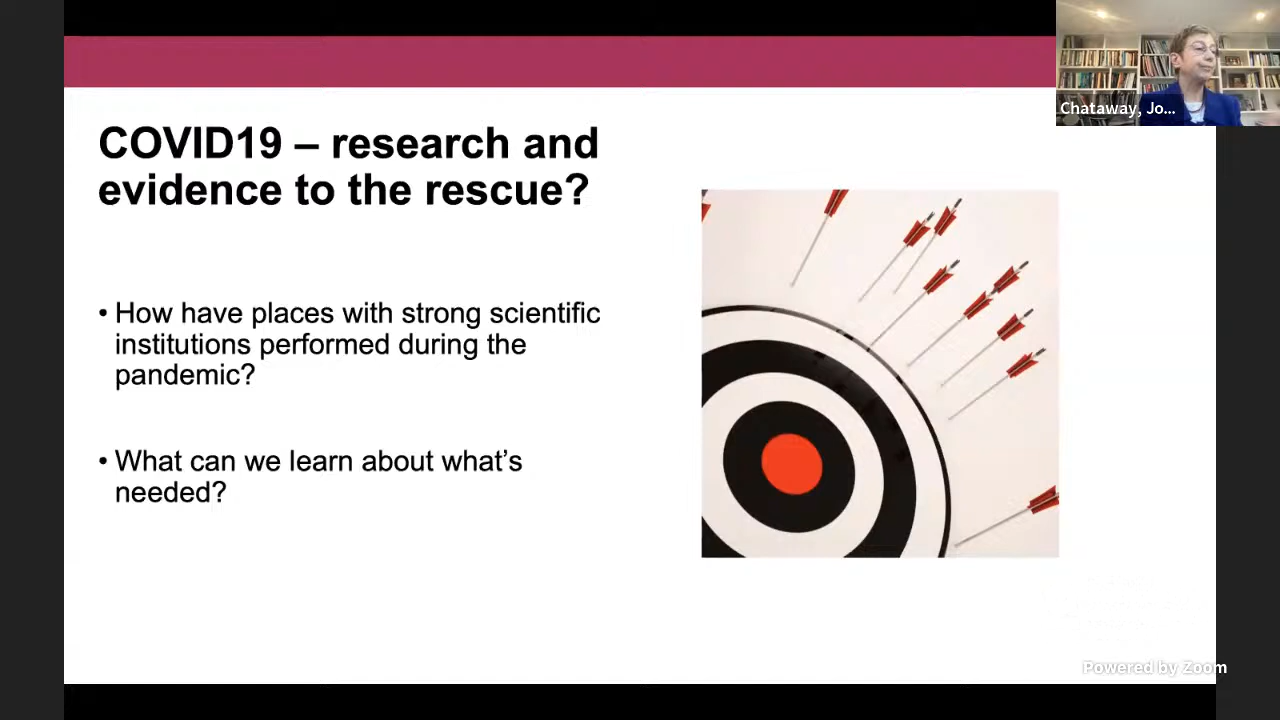 Chataway, Jo...
COVID19 – research and
evidence to the rescue?
• How have places with strong scientific
institutions performed during the
pandemic?
• What can we learn about what’s
needed?
Powered by Zoom